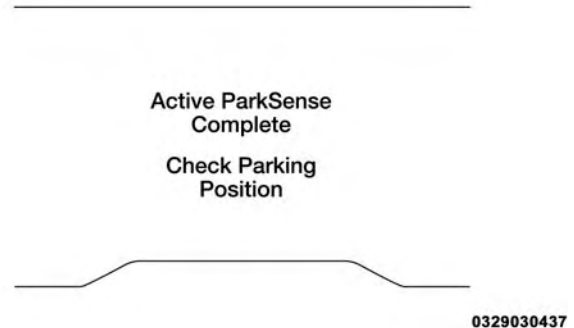 Active ParkSense
Complete
Check Parking
Position
0329030437